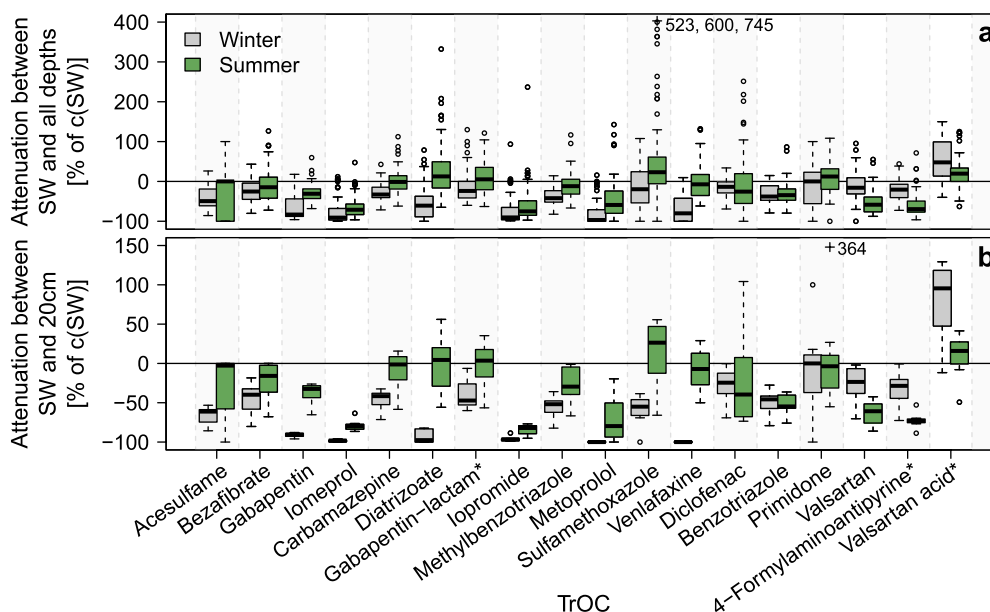 Attenuation between
SW and all depths
[% of c(SW)]
400
300
200
100
0
−100
Winter
Summer
523, 600, 745
a
Attenuation between
SW and 20cm
[% of c(SW)]
150
100
50
0
−50
−100
+364
b
Acesulfame
Bezafibrate
Gabapentin
Iomeprol
Carbamazepine
Diatrizoate
Gabapentin−lactam*
Iopromide
Methylbenzotriazole
Metoprolol
Sulfamethoxazole
Venlafaxine
Diclofenac
Benzotriazole
Primidone
Valsartan
4−Formylaminoantipyrine*
Valsartan acid*
TrOC